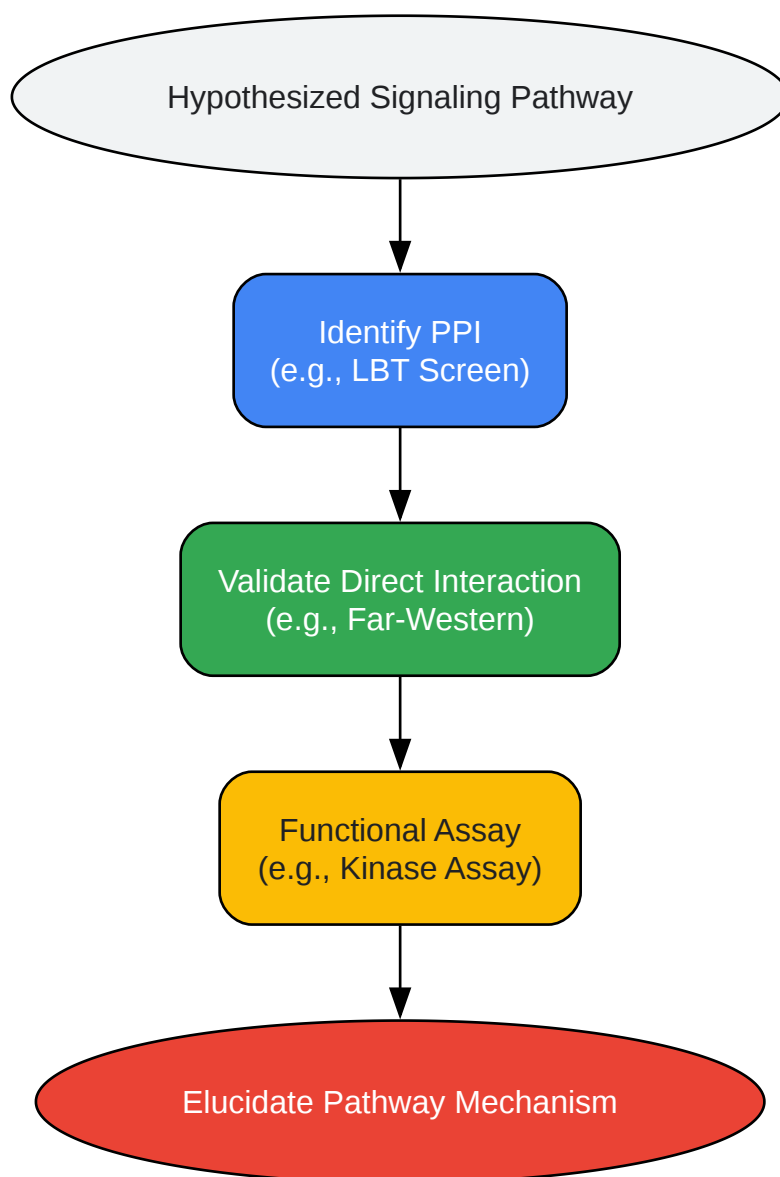 Hypothesized Signaling Pathway
Identify PPI
(e.g., LBT Screen)
Validate Direct Interaction
(e.g., Far-Western)
Functional Assay
(e.g., Kinase Assay)
Elucidate Pathway Mechanism